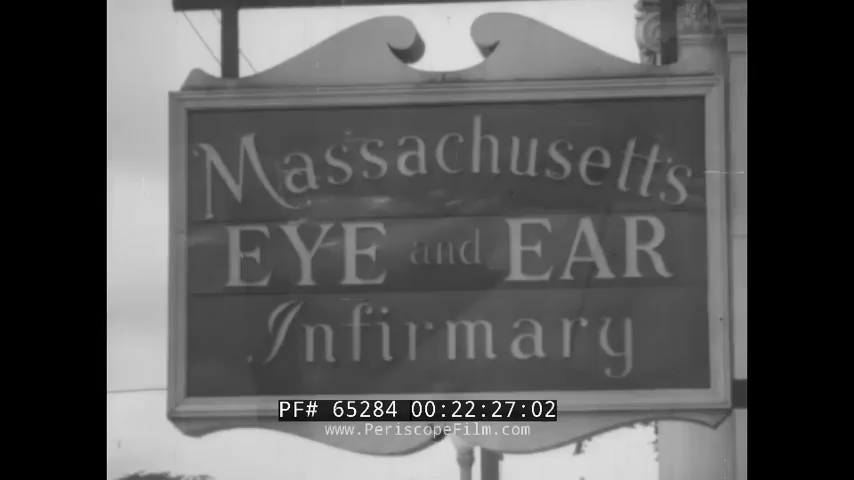 Massachusetts
EYE and EAR
Infirmary
PF# 65284 00:22:27:02
www.PeriscopeFilm.com